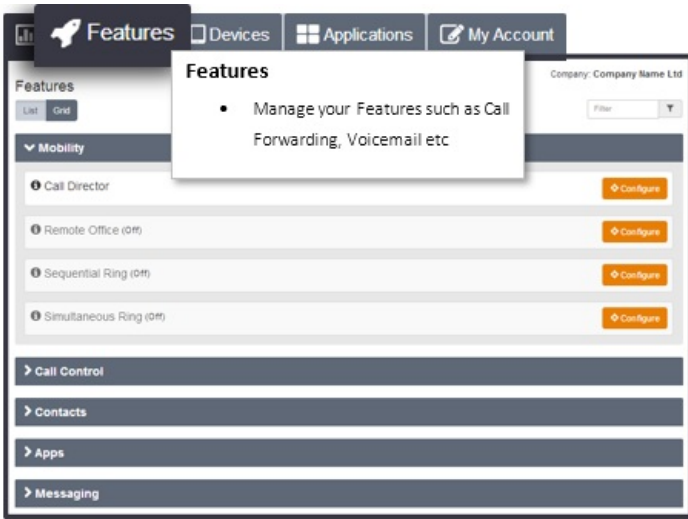 Features Devices Applications My Account
Features
• Manage your Features such as Call
Forwarding, Voicemail etc
Company: Company Name Ltd
Features
List Grid
Filter
Mobility
Call Director Configure
Remote Office (Off) Configure
Sequential Ring (Off) Configure
Simultaneous Ring (Off) Configure
Call Control
Contacts
Apps
Messaging